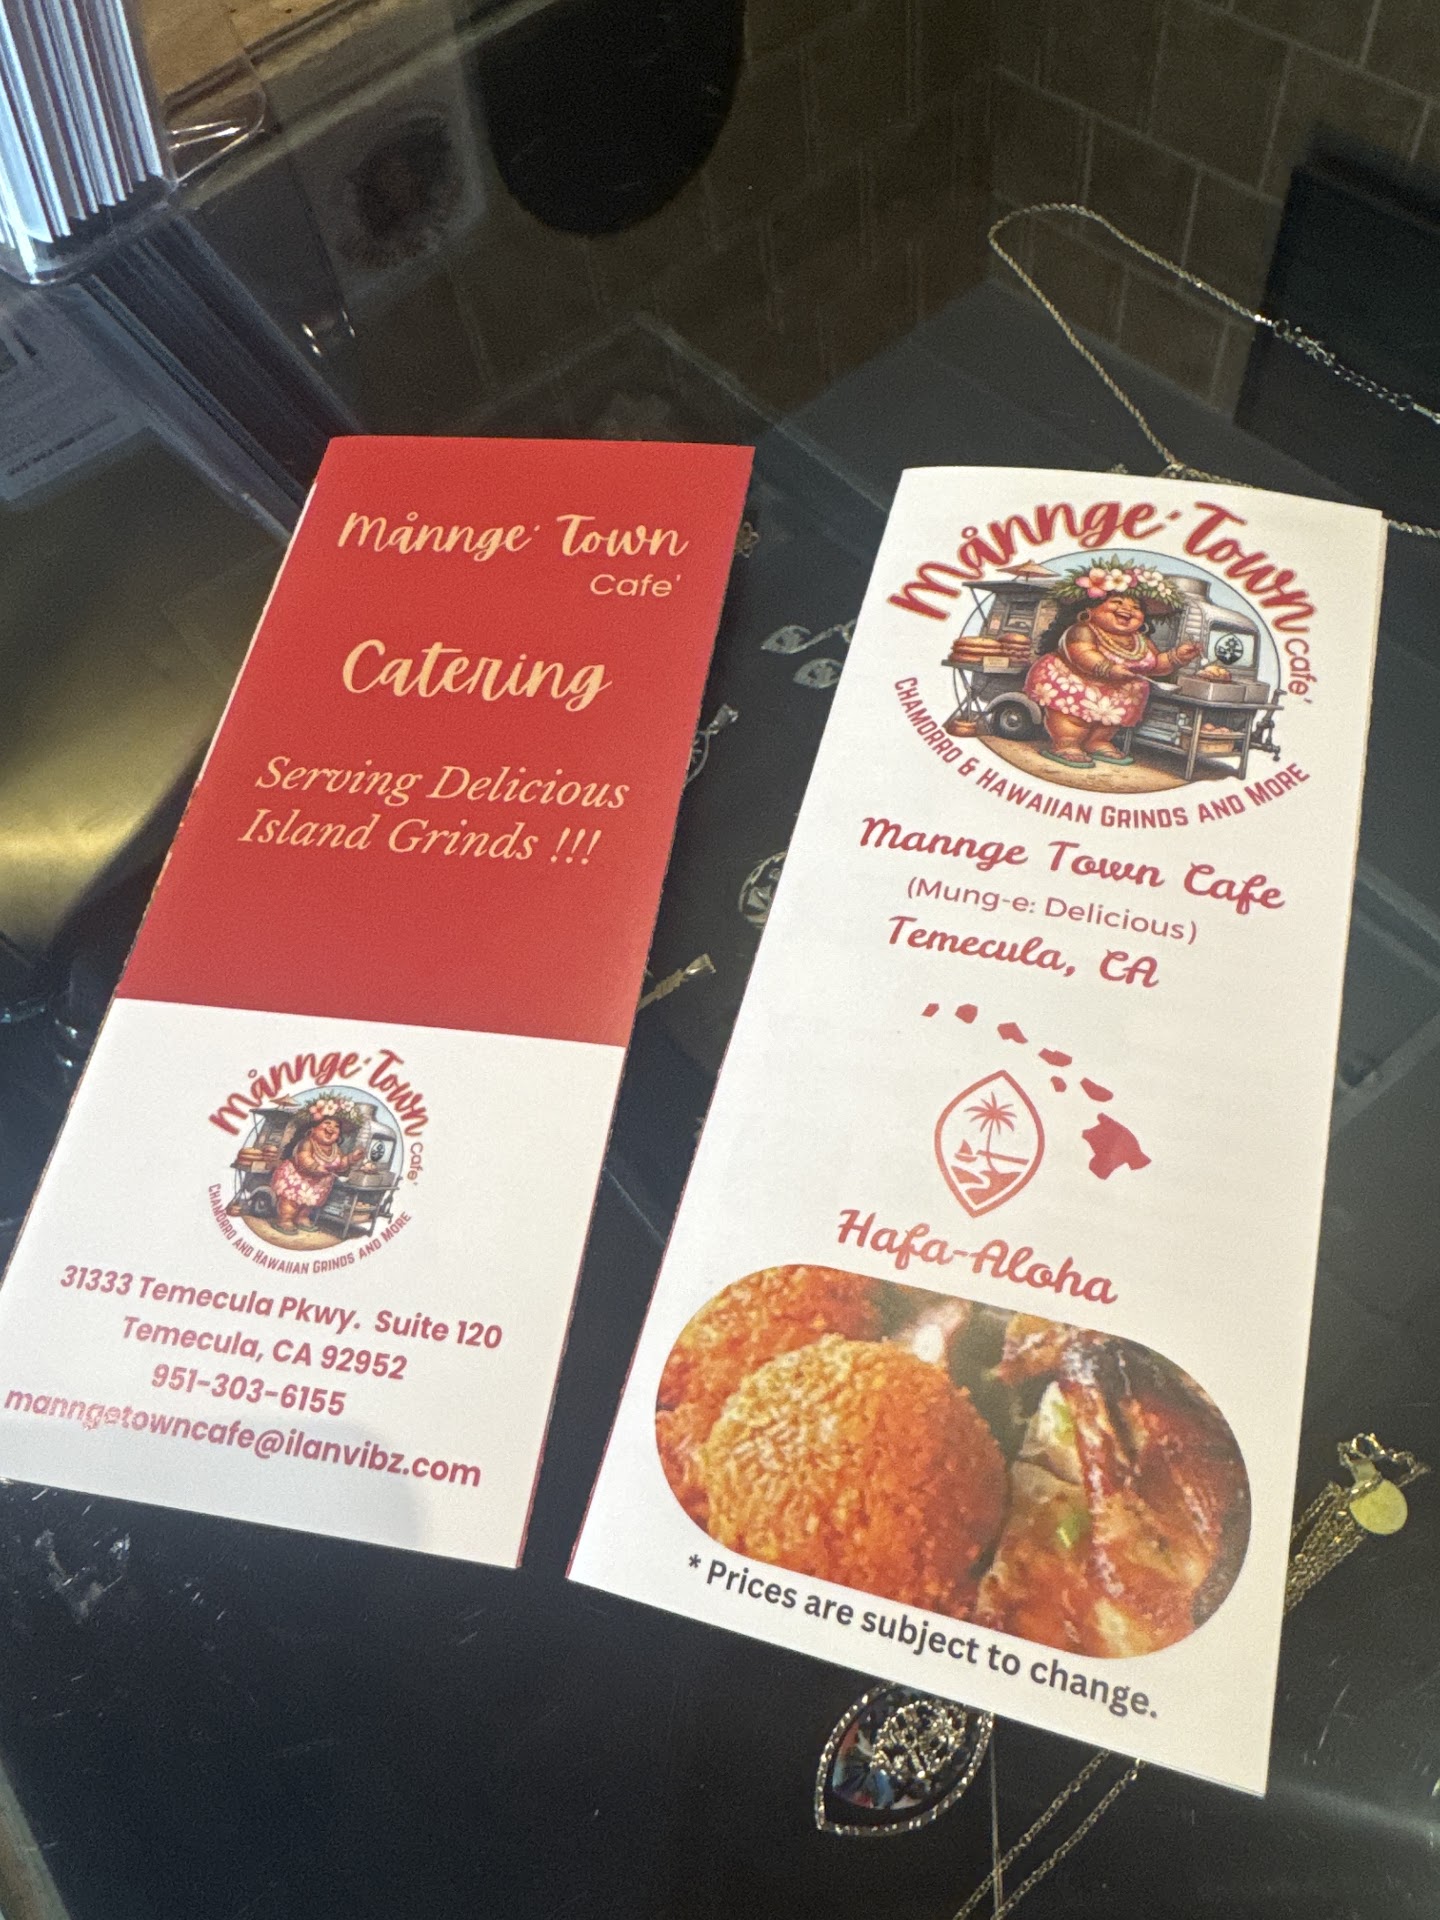 Månnge' Town
Cafe'
Catering
Serving Delicious
Island Grinds !!!
Månnge' Town
Cafe'
CHAMORRO AND HAWAIIAN GRINDS AND MORE
31333 Temecula Pkwy. Suite 120
Temecula, CA 92952
951-303-6155
manngetowncafe@ilanvibz.com
Månnge' Town
Cafe'
CHAMORRO & HAWAIIAN GRINDS AND MORE
Mannge Town Cafe
(Mung-e: Delicious)
Temecula, CA
Hafa-Aloha
* Prices are subject to change.